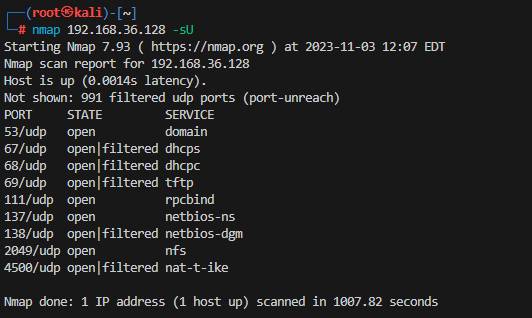 ┌──(root㉿kali)-[~]
└─# nmap 192.168.36.128 -sU
Starting Nmap 7.93 ( https://nmap.org ) at 2023-11-03 12:07 EDT
Nmap scan report for 192.168.36.128
Host is up (0.0014s latency).
Not shown: 991 filtered udp ports (port-unreach)
PORT     STATE         SERVICE
53/udp   open          domain
67/udp   open|filtered dhcps
68/udp   open|filtered dhcpc
69/udp   open|filtered tftp
111/udp  open          rpcbind
137/udp  open          netbios-ns
138/udp  open|filtered netbios-dgm
2049/udp open          nfs
4500/udp open|filtered nat-t-ike
Nmap done: 1 IP address (1 host up) scanned in 1007.82 seconds